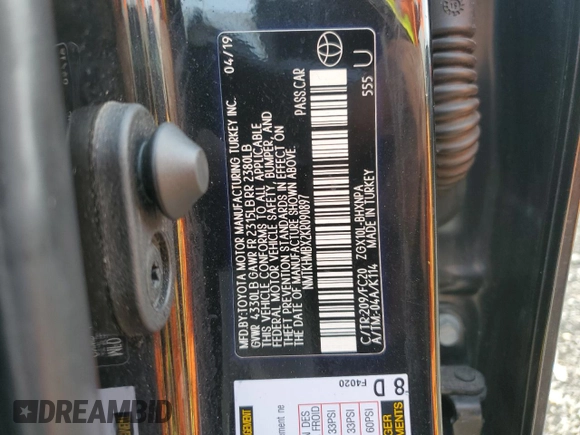 MFD.BY:TOYOTA MOTOR MANUFACTURING TURKEY INC. 04/19
GVWR 4350LB GAWR FR 2315LB RR 2380LB
THIS VEHICLE CONFORMS TO ALL APPLICABLE
FEDERAL MOTOR VEHICLE SAFETY, BUMPER, AND
THEFT PREVENTION STANDARDS IN EFFECT ON
THE DATE OF MANUFACTURE SHOWN ABOVE.
NMTKHMBXZKR090897 PASS.CAR
C/TR:209/FC20 ZGX10L-BHXNPA
A/TM:-04A/K114 MADE IN TURKEY 555 U
8 D
F4020
33PSI
33PSI
60PSI
DREAMBID